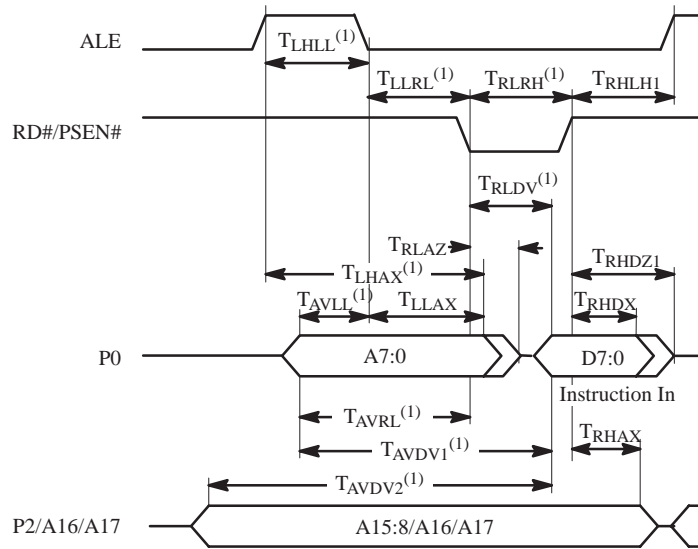 ALE
TLHLL(1)
TLLRL(1) TRLRH(1) TRHLH1
RD#/PSEN#
TRLDV(1)
TRLAZ
TRHDZ1
TLHAX(1)
TAVLL(1) TLLAX TRHDX
P0 A7:0 D7:0
Instruction In
TAVRL(1)
TRHAX
TAVDV1(1)
TAVDV2(1)
P2/A16/A17 A15:8/A16/A17